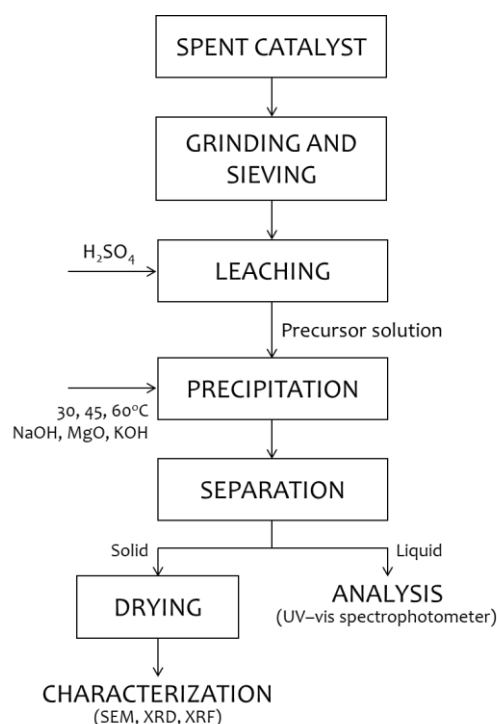 SPENT CATALYST
GRINDING AND
SIEVING
H₂SO₄
LEACHING
Precursor solution
PRECIPITATION
30, 45, 60°C
NaOH, MgO, KOH
SEPARATION
Solid
Liquid
DRYING
ANALYSIS
(UV–vis spectrophotometer)
CHARACTERIZATION
(SEM, XRD, XRF)